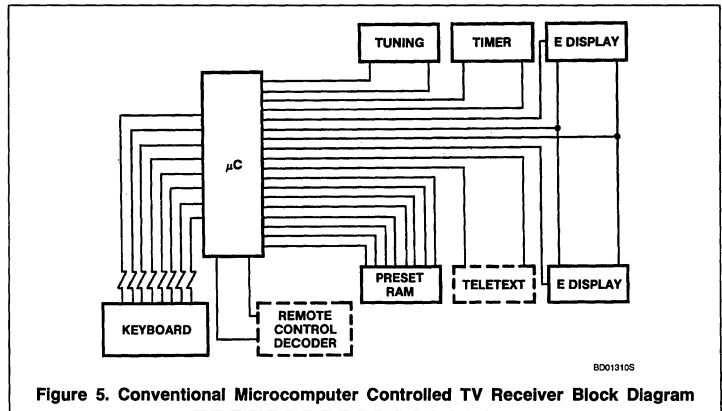 TUNING
TIMER
E DISPLAY
μC
PRESET
RAM
TELETEXT
E DISPLAY
KEYBOARD
REMOTE
CONTROL
DECODER
BD01310S
Figure 5. Conventional Microcomputer Controlled TV Receiver Block Diagram